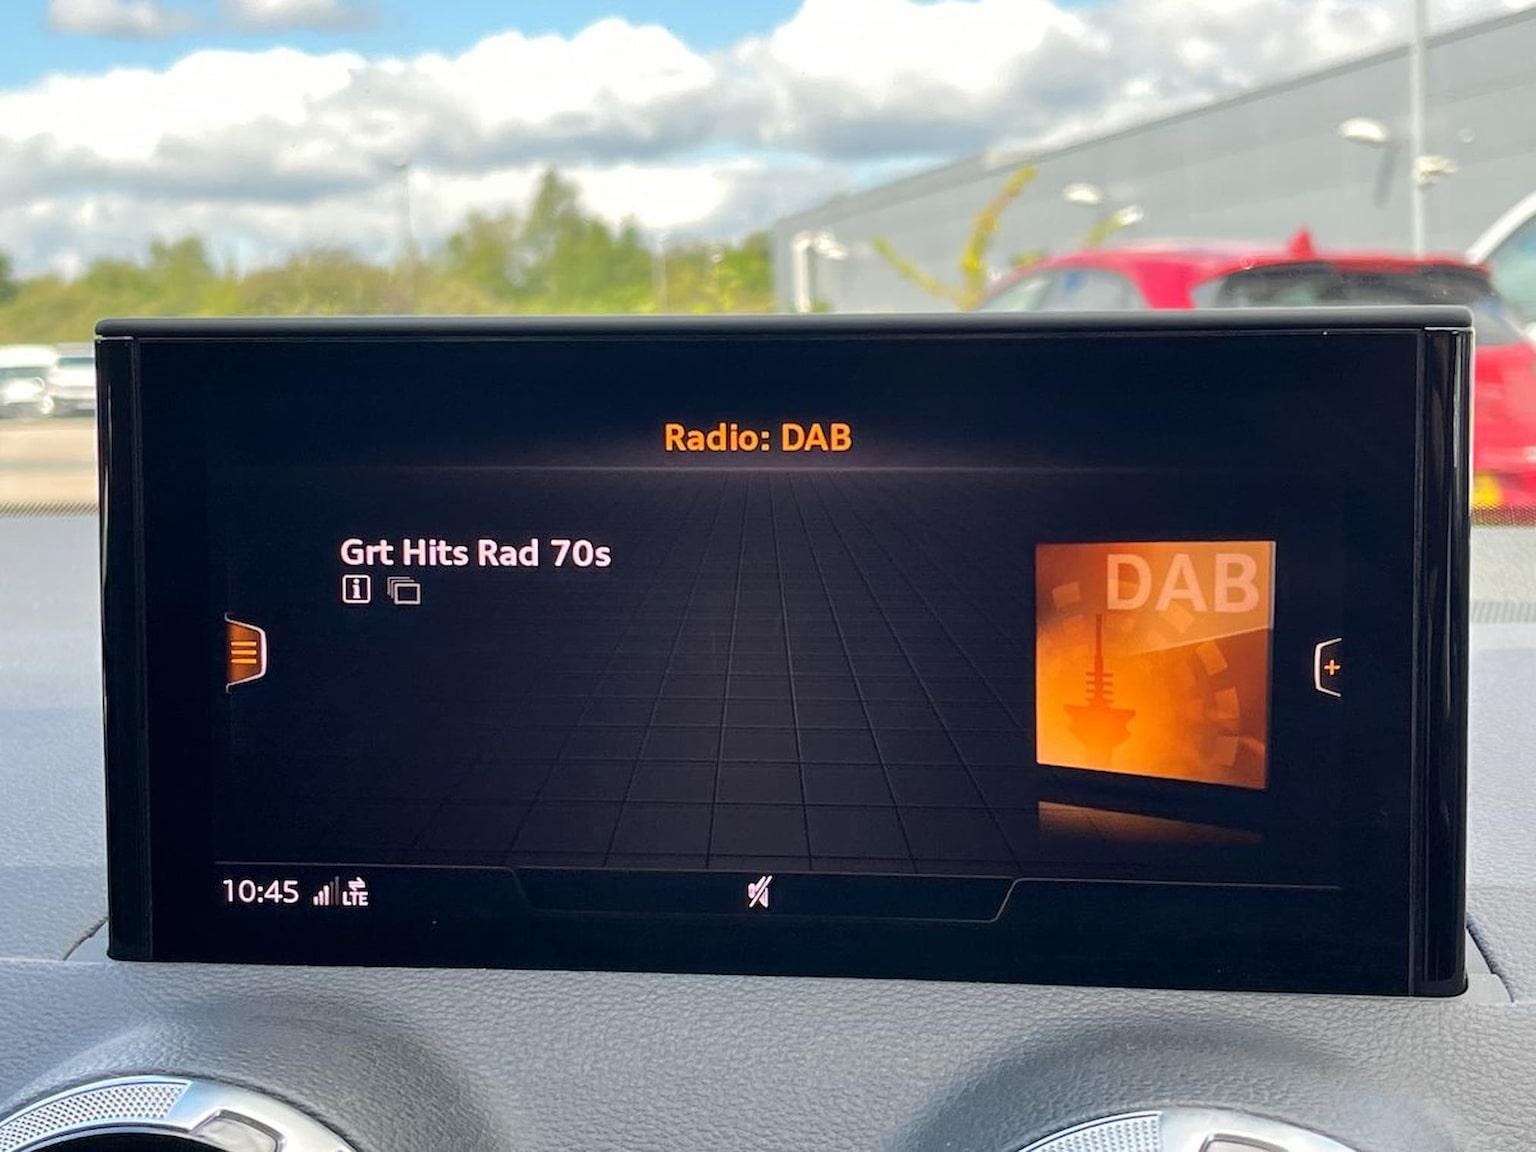 Radio: DAB
Grt Hits Rad 70s
DAB
10:45 LTE